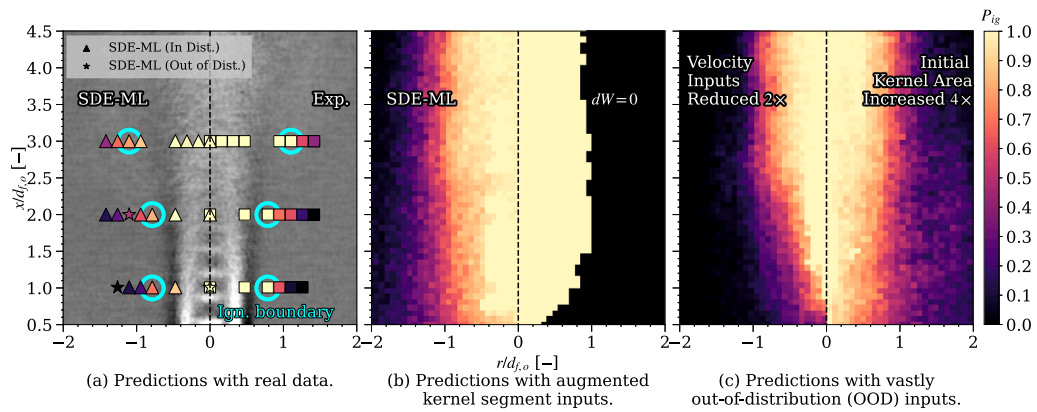 P_ig
4.5
4.0
3.5
3.0
2.5
2.0
1.5
1.0
0.5
x/d_{f,o} [−]
SDE-ML (In Dist.)
SDE-ML (Out of Dist.)
SDE-ML
Exp.
Ign. boundary
−2 −1 0 1 2
SDE-ML
dW = 0
−2 −1 0 1 2
r/d_{f,o} [−]
Velocity
Inputs
Reduced 2×
Initial
Kernel Area
Increased 4×
−2 −1 0 1 2
1.0
0.9
0.8
0.7
0.6
0.5
0.4
0.3
0.2
0.1
0.0
(a) Predictions with real data.
(b) Predictions with augmented
kernel segment inputs.
(c) Predictions with vastly
out-of-distribution (OOD) inputs.